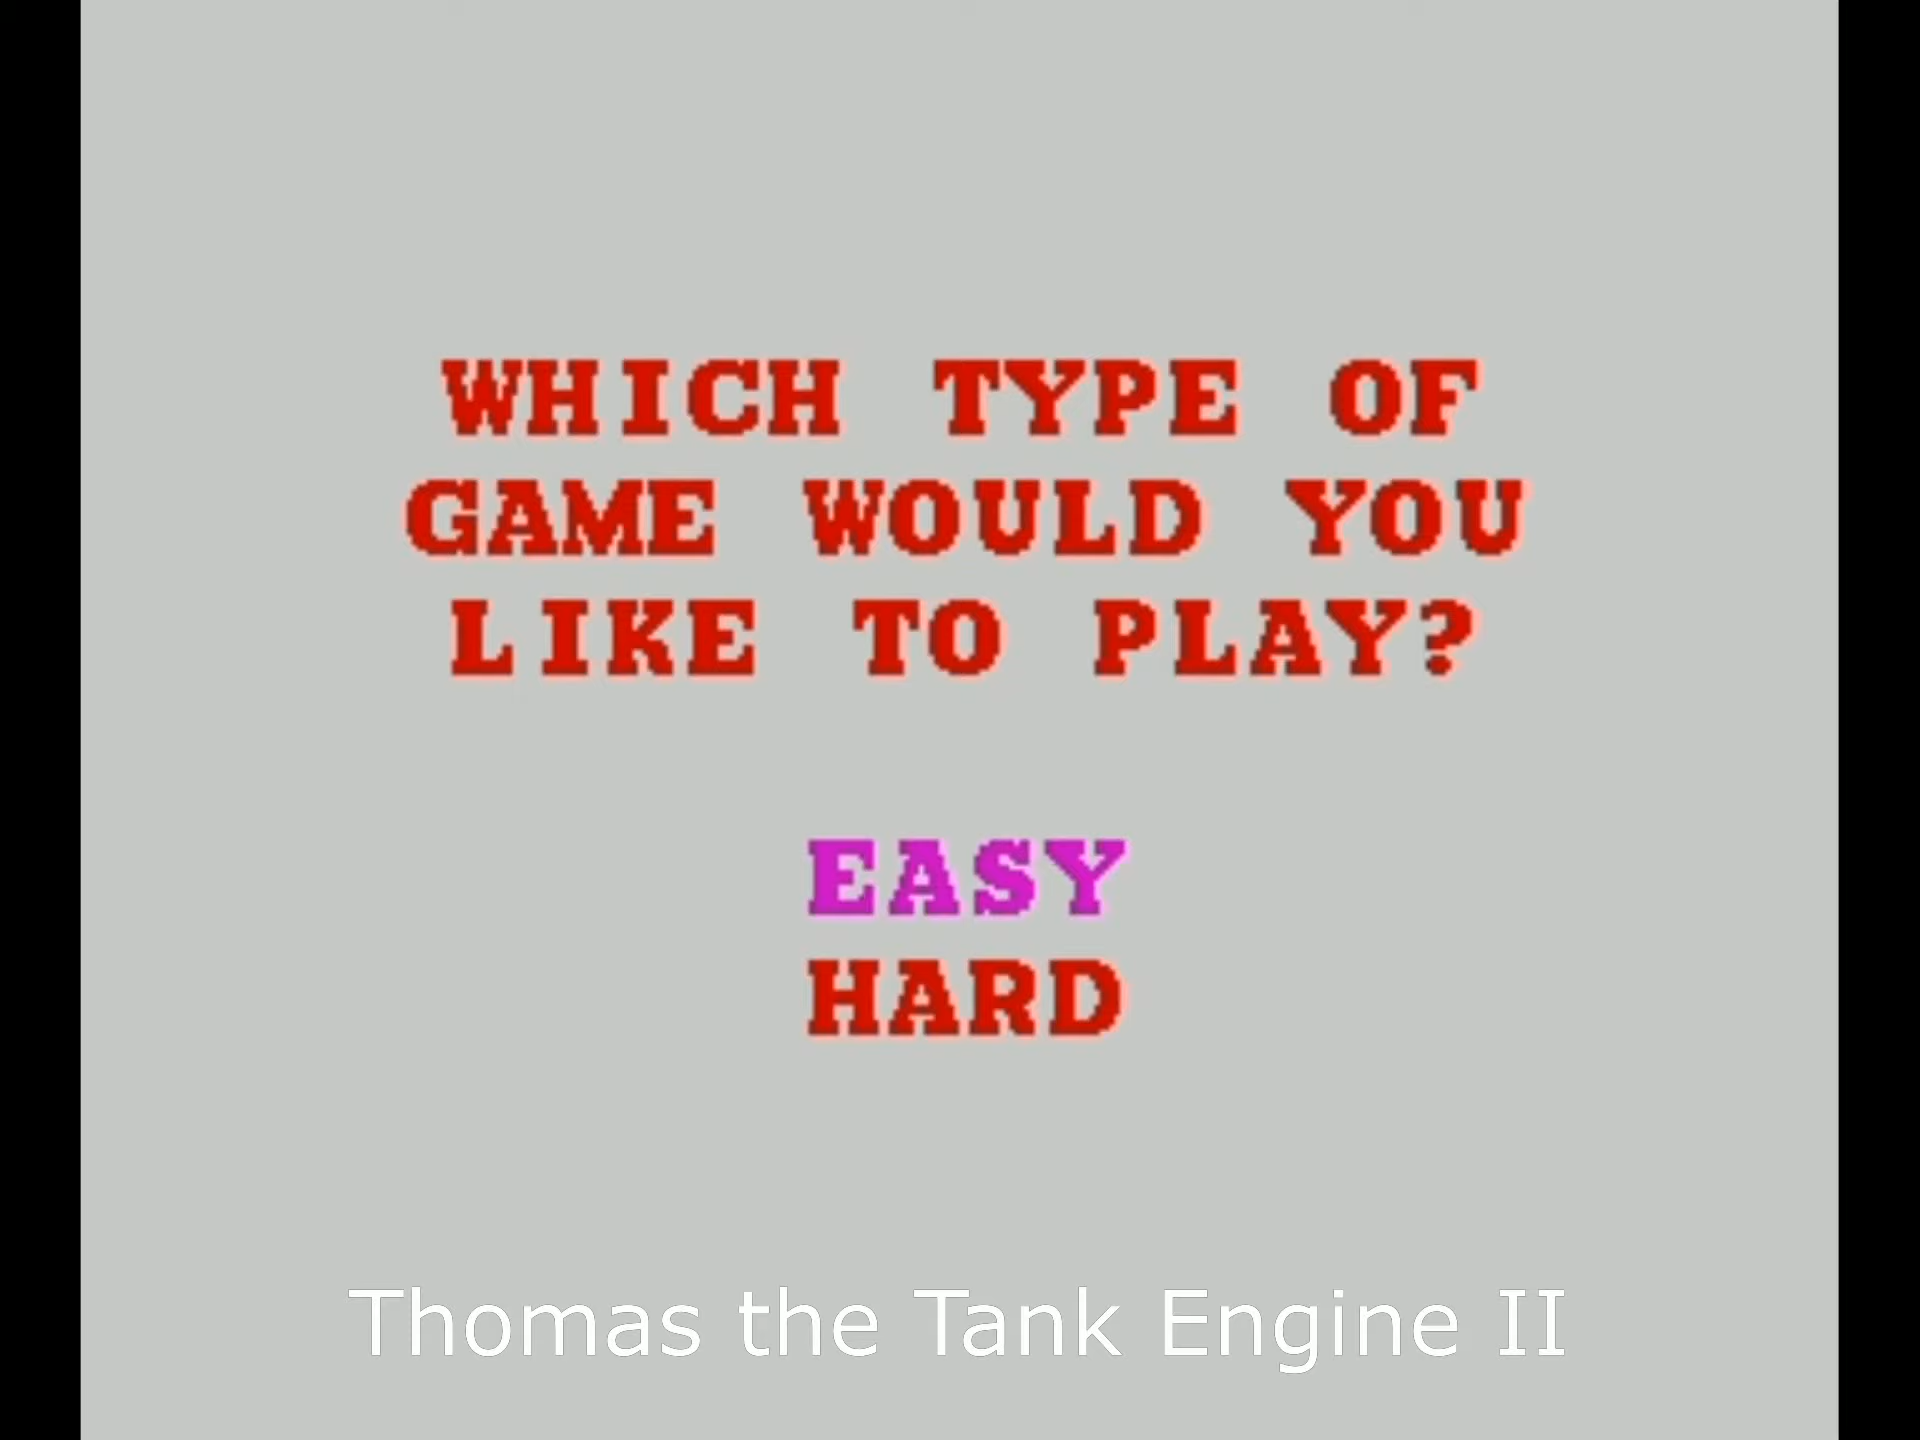 WHICH TYPE OF
GAME WOULD YOU
LIKE TO PLAY?
EASY
HARD
Thomas the Tank Engine II